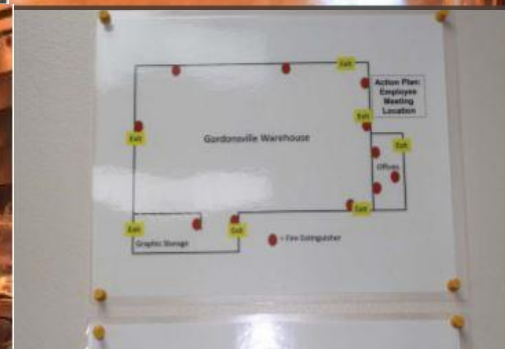 Exit
Action Plan:
Employee
Meeting
Location
Exit
Exit
Gordonsville Warehouse
Exit
Offices
Exit
Exit
Exit
Graphic Storage
= Fire Extinguisher